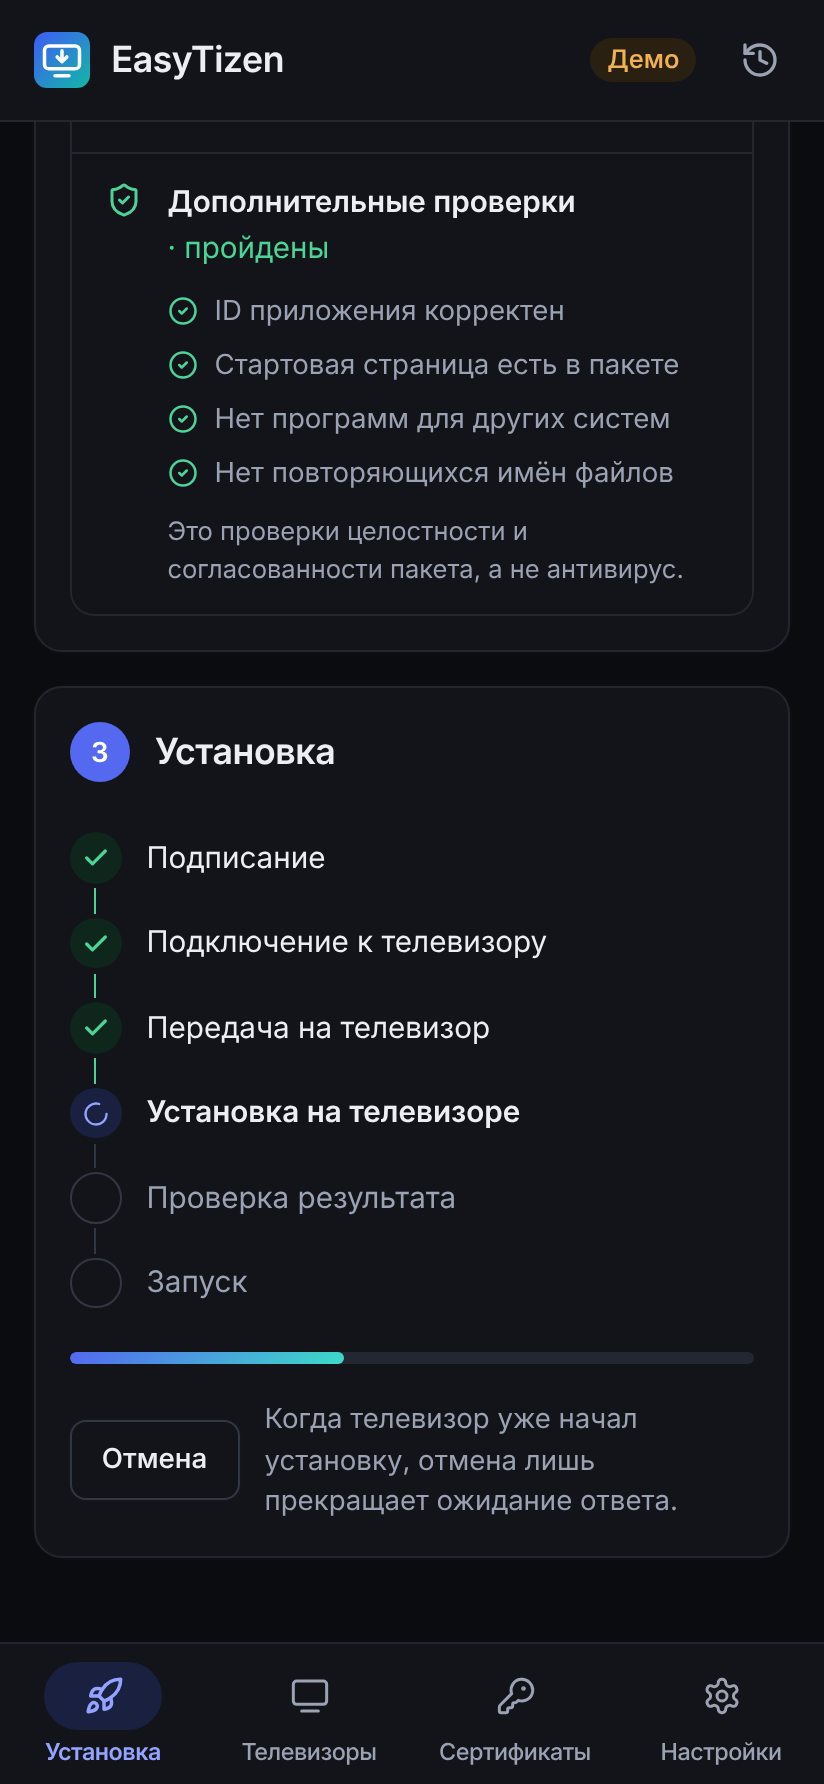 EasyTizen
Демо
Дополнительные проверки
· пройдены
ID приложения корректен
Стартовая страница есть в пакете
Нет программ для других систем
Нет повторяющихся имён файлов
Это проверки целостности и
согласованности пакета, а не антивирус.
3
Установка
Подписание
Подключение к телевизору
Передача на телевизор
Установка на телевизоре
Проверка результата
Запуск
Отмена
Когда телевизор уже начал
установку, отмена лишь
прекращает ожидание ответа.
Установка
Телевизоры
Сертификаты
Настройки